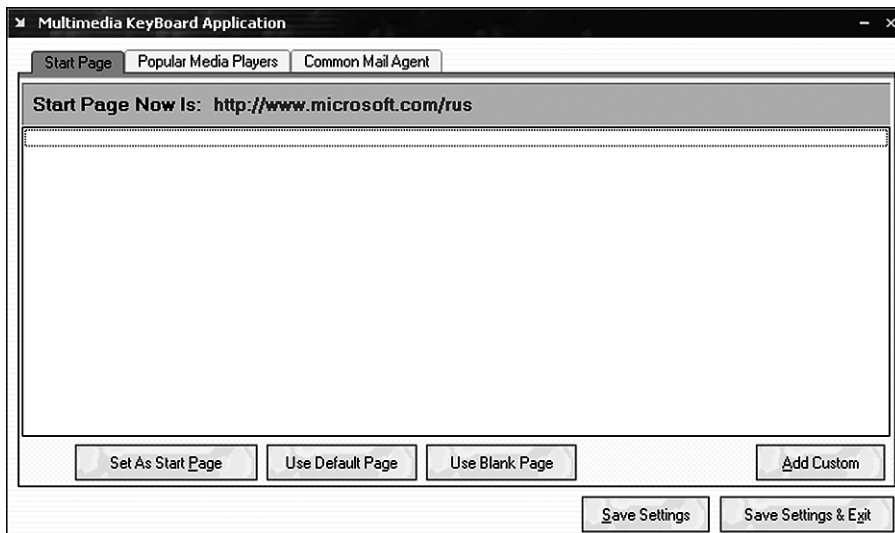 Multimedia KeyBoard Application
Start Page Popular Media Players Common Mail Agent
Start Page Now Is: http://www.microsoft.com/rus
Set As Start Page Use Default Page Use Blank Page Add Custom
Save Settings Save Settings & Exit